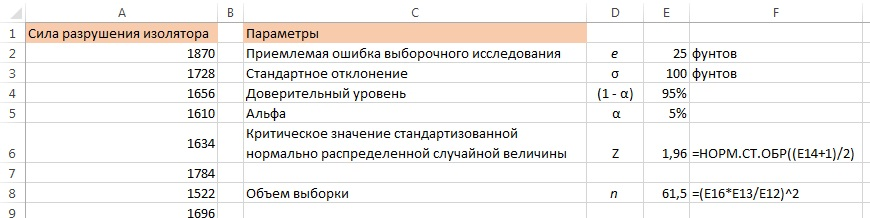 A B C D E F
1 Сила разрушения изолятора Параметры
2 1870 Приемлемая ошибка выборочного исследования e 25 фунтов
3 1728 Стандартное отклонение σ 100 фунтов
4 1656 Доверительный уровень (1 - α) 95%
5 1610 Альфа α 5%
Критическое значение стандартизованной
6 1634 нормально распределенной случайной величины Z 1,96 =НОРМ.СТ.ОБР((E14+1)/2)
7 1784
8 1522 Объем выборки n 61,5 =(E16*E13/E12)^2
9 1696